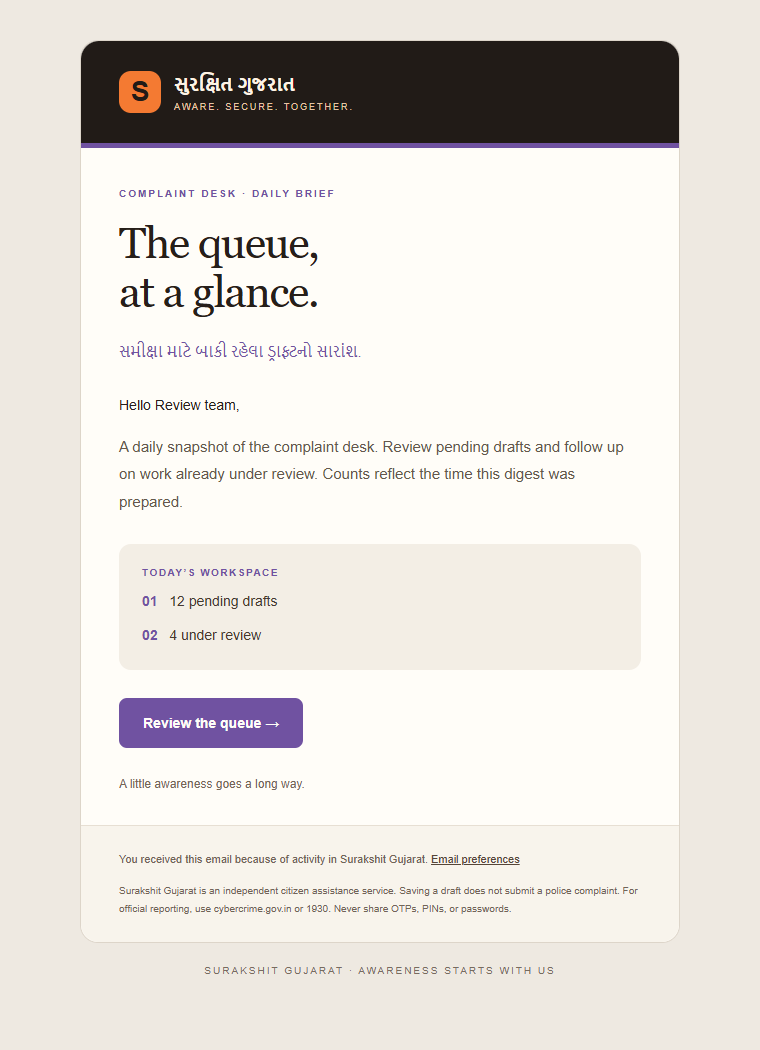 S
સુરક્ષિત ગુજરાત
AWARE. SECURE. TOGETHER.
COMPLAINT DESK · DAILY BRIEF
The queue,
at a glance.
સમીક્ષા માટે બાકી રહેલા ડ્રાફ્ટનો સારાંશ.
Hello Review team,
A daily snapshot of the complaint desk. Review pending drafts and follow up
on work already under review. Counts reflect the time this digest was
prepared.
TODAY'S WORKSPACE
01 12 pending drafts
02 4 under review
Review the queue →
A little awareness goes a long way.
You received this email because of activity in Surakshit Gujarat. Email preferences
Surakshit Gujarat is an independent citizen assistance service. Saving a draft does not submit a police complaint. For
official reporting, use cybercrime.gov.in or 1930. Never share OTPs, PINs, or passwords.
SURAKSHIT GUJARAT · AWARENESS STARTS WITH US